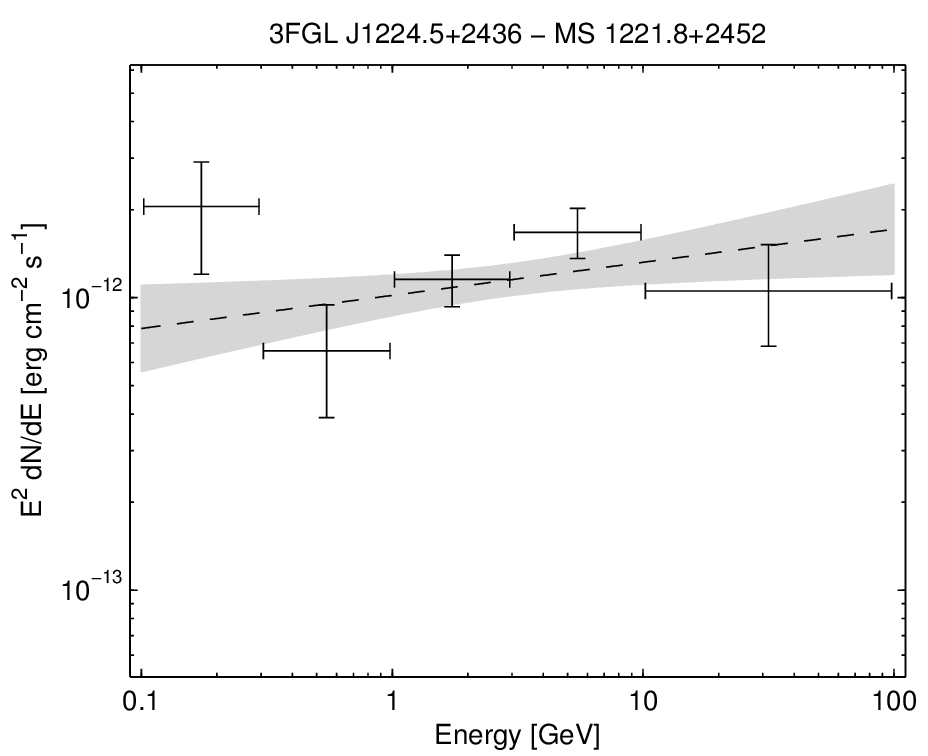 3FGL J1224.5+2436 − MS 1221.8+2452
E² dN/dE [erg cm⁻² s⁻¹]
10⁻¹²
10⁻¹³
0.1 1 10 100
Energy [GeV]